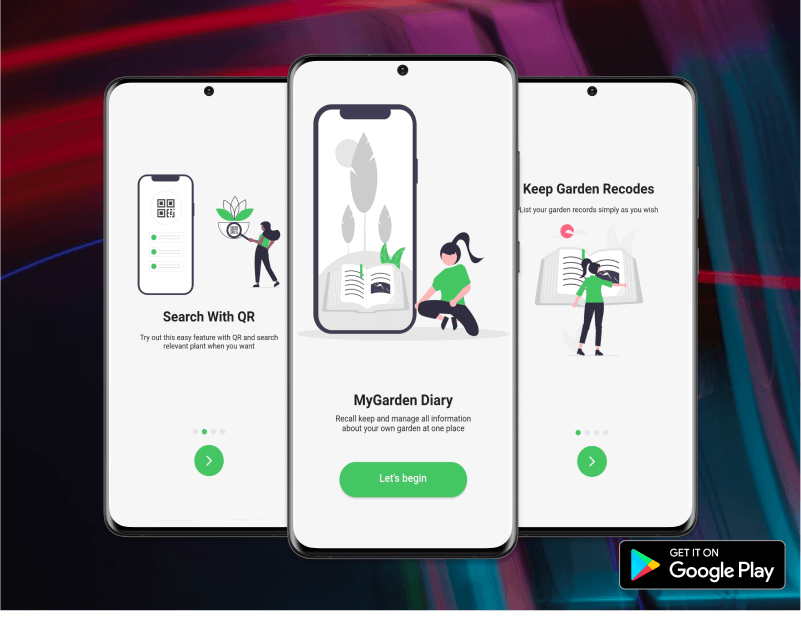 Search With QR
Try out this easy feature with QR and search
relevant plant when you want
MyGarden Diary
Recall keep and manage all information
about your own garden at one place
Let's begin
Keep Garden Recodes
List your garden records simply as you wish
GET IT ON
Google Play